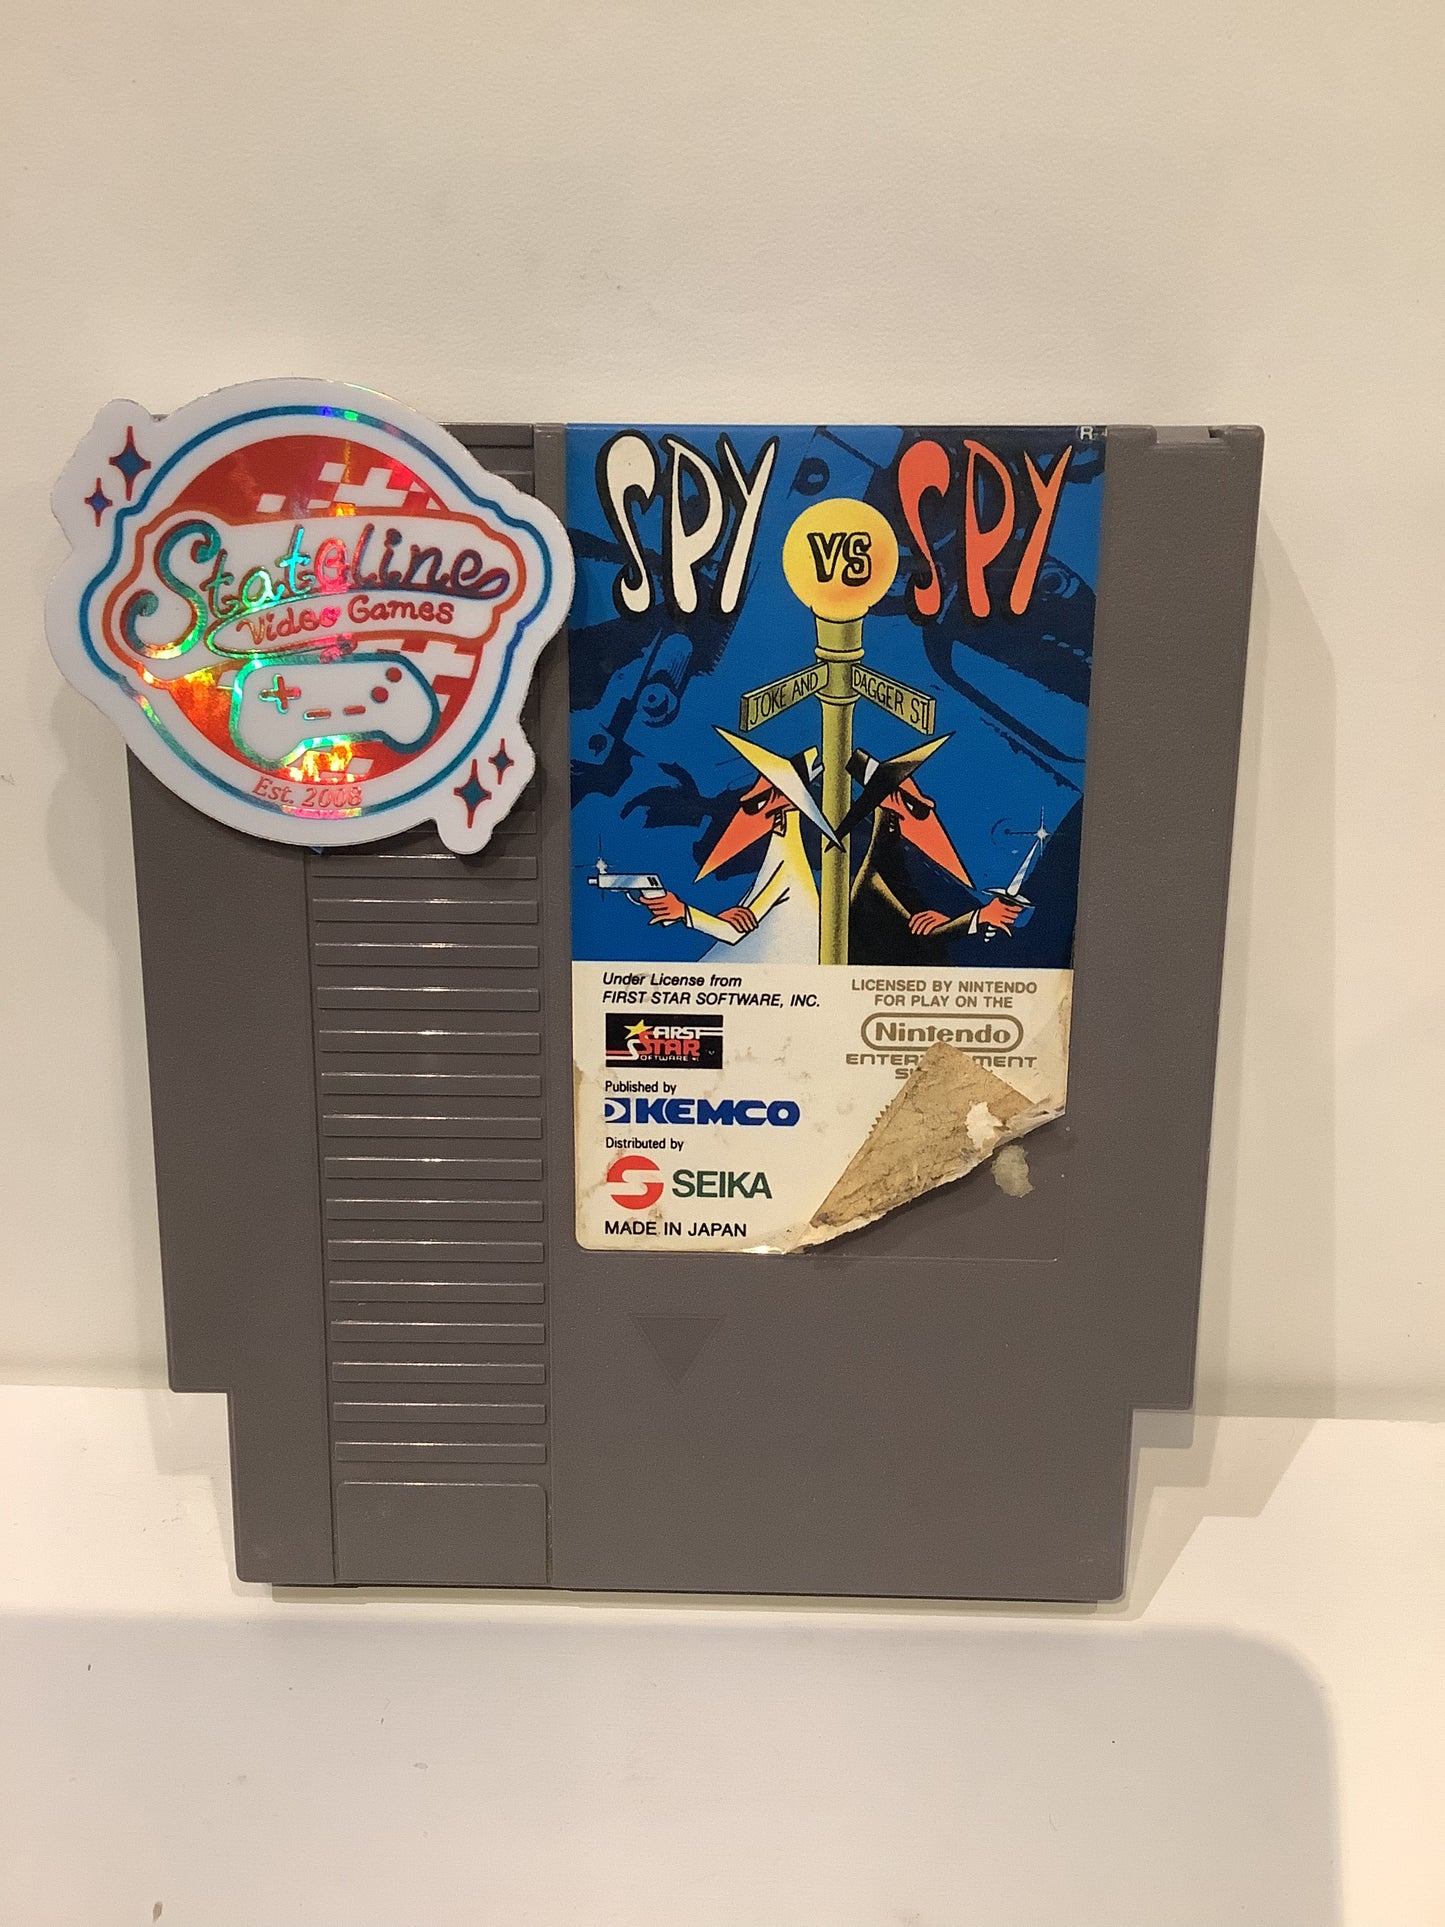 Stateline
Video Games
Est. 2008
SPY VS SPY
R
JOKE AND
DAGGER ST
Under License from
FIRST STAR SOFTWARE, INC.
FIRST
STAR
SOFTWARE
Published by
KEMCO
Distributed by
SEIKA
MADE IN JAPAN
LICENSED BY NINTENDO
FOR PLAY ON THE
Nintendo